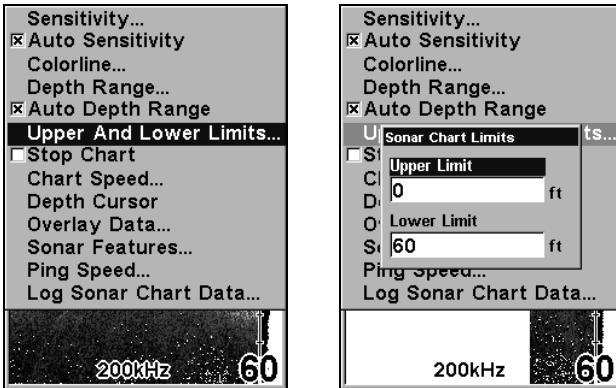 Sensitivity...
Auto Sensitivity
Colorline...
Depth Range...
Auto Depth Range
Upper And Lower Limits...
Stop Chart
Chart Speed...
Depth Cursor
Overlay Data...
Sonar Features...
Ping Speed...
Log Sonar Chart Data...
200kHz
60
Sensitivity...
Auto Sensitivity
Colorline...
Depth Range...
Auto Depth Range
Sonar Chart Limits
Upper Limit
0 ft
Lower Limit
60 ft
Ping Speed...
Log Sonar Chart Data...
200kHz
60